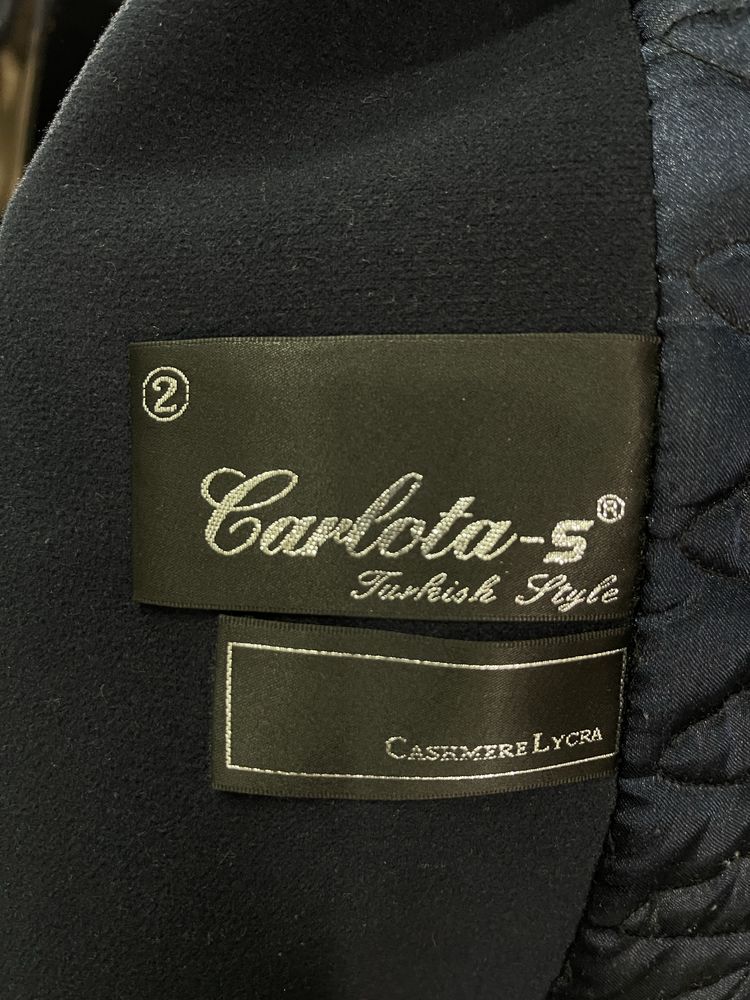 ②
Carlota-s®
Turkish Style
CASHMERE LYCRA